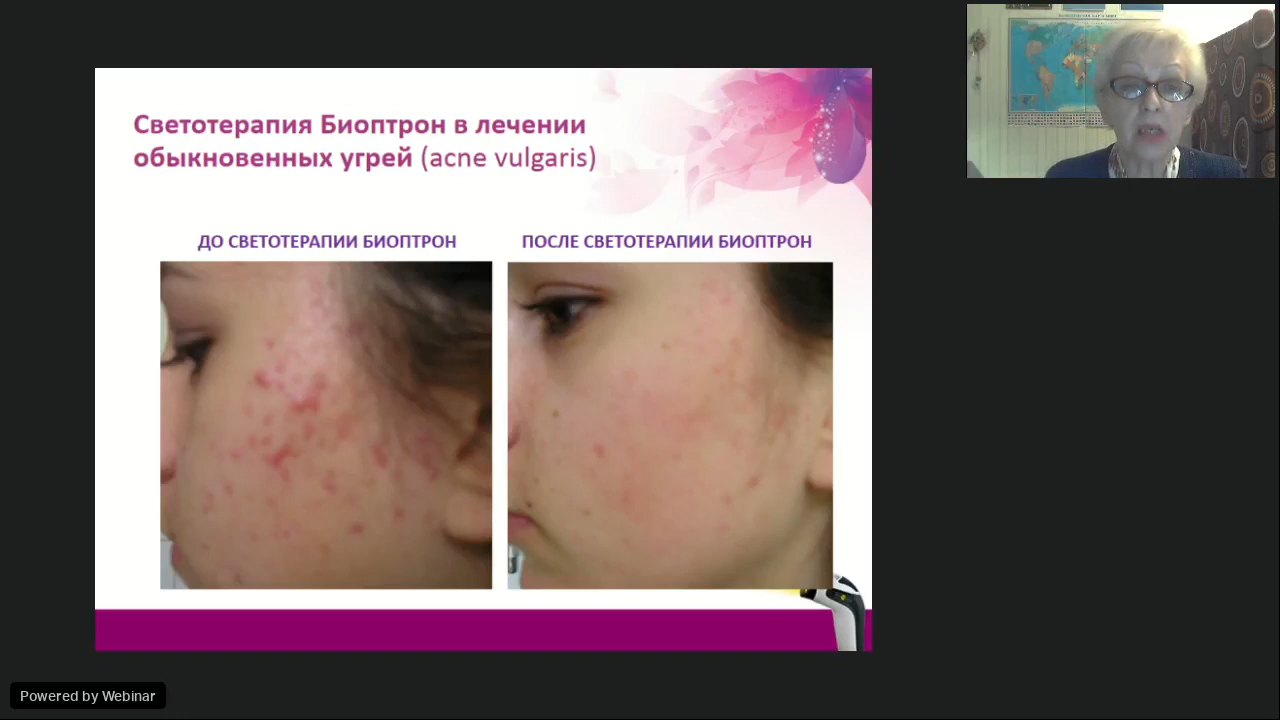 Светотерапия Биоптрон в лечении
обыкновенных угрей (acne vulgaris)
ДО СВЕТОТЕРАПИИ БИОПТРОН
ПОСЛЕ СВЕТОТЕРАПИИ БИОПТРОН
Powered by Webinar